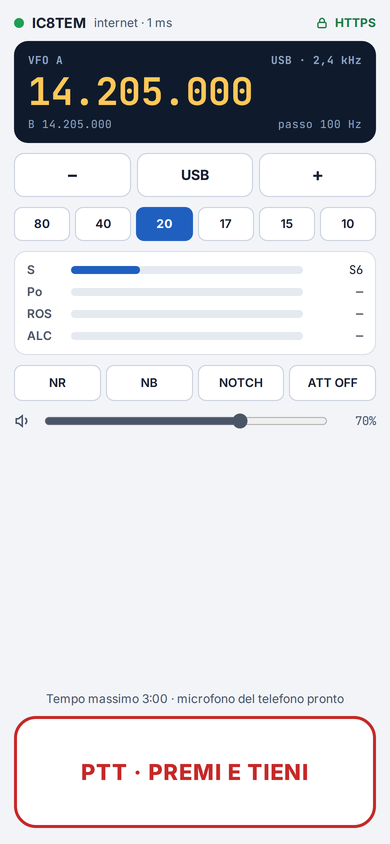 IC8TEM internet · 1 ms HTTPS
VFO A USB · 2,4 kHz
14.205.000
B 14.205.000 passo 100 Hz
− USB +
80 40 20 17 15 10
S S6
Po —
ROS —
ALC —
NR NB NOTCH ATT OFF
70%
Tempo massimo 3:00 · microfono del telefono pronto
PTT · PREMI E TIENI